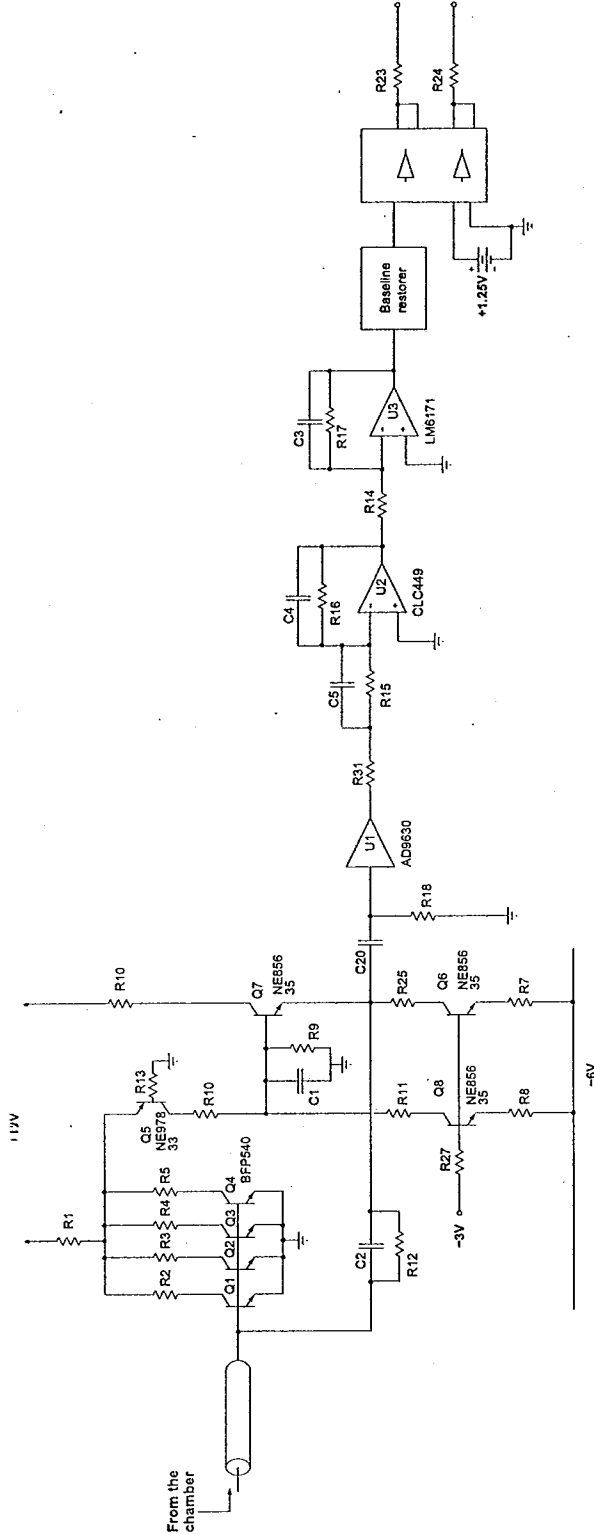 From the
chamber
R1
R2
R3
R4
R5
Q1
Q2
Q3
Q4
BFP540
Q5
NE978
33
R13
R10
R10
Q7
NE856
35
C1
R9
R11
R25
Q8
NE856
35
Q6
NE856
35
R27
-3V
R8
R7
-6V
C2
R12
C20
R18
U1
AD9630
R31
C5
R15
C4
R16
U2
CLC449
R14
C3
R17
U3
LM6171
Baseline
restorer
+1.25V
+
-
R23
R24